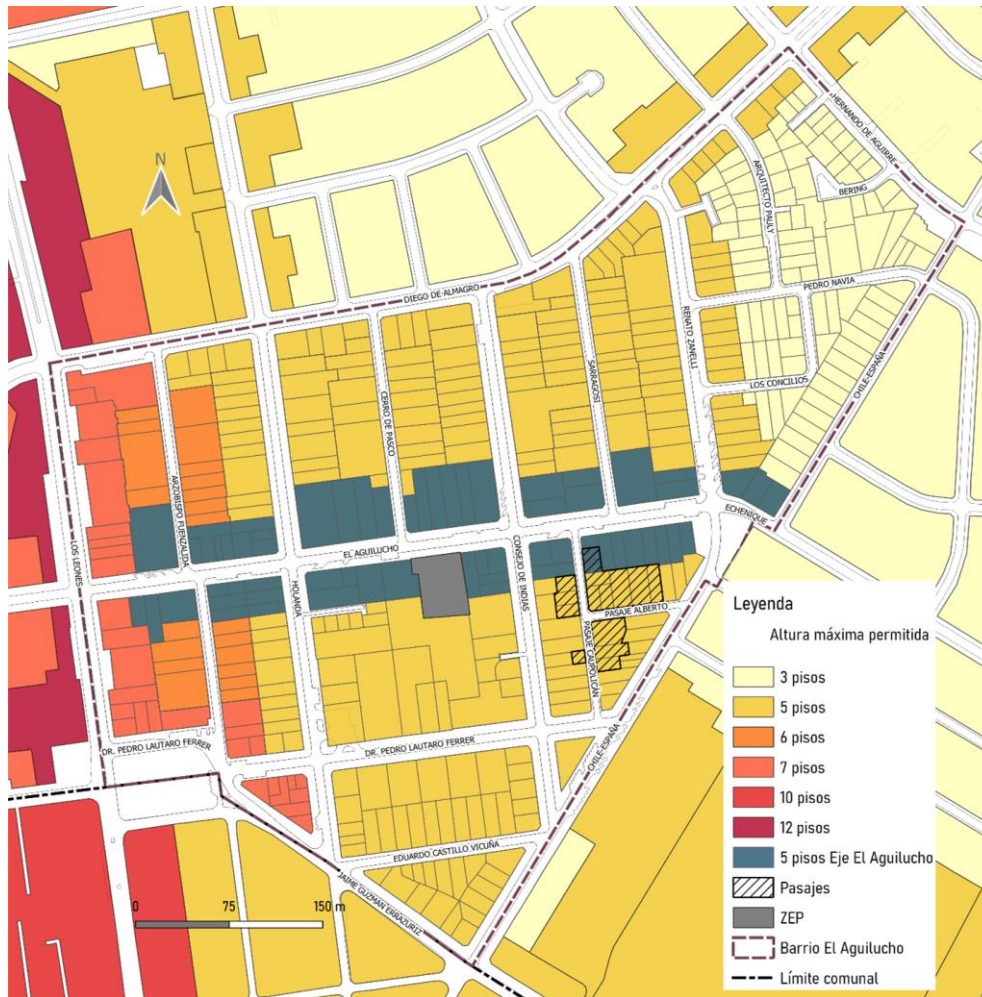 N
HERNANDO DE AGUIRRE
ARQUITECTO PAULY
BERING
DIEGO DE ALMAGRO
PEDRO NAVIA
RENATO ZANELLI
SARRAGOSI
CERRO DE PASCO
LOS CONCILIOS
CHILE-ESPAÑA
ARZOBISPO FUENZALIDA
ECHENIQUE
EL AGUILUCHO
LOS LEONES
HOLANDA
CONSEJO DE INDIAS
PASAJE ALBERTO
PASAJE CAUPOLICÁN
DR. PEDRO LAUTARO FERRER
DR. PEDRO LAUTARO FERRER
CHILE-ESPAÑA
EDUARDO CASTILLO VICUÑA
JAIME GUZMAN ERRAZURIZ
0 75 150 m
Leyenda
Altura máxima permitida
3 pisos
5 pisos
6 pisos
7 pisos
10 pisos
12 pisos
5 pisos Eje El Aguilucho
Pasajes
ZEP
Barrio El Aguilucho
Límite comunal